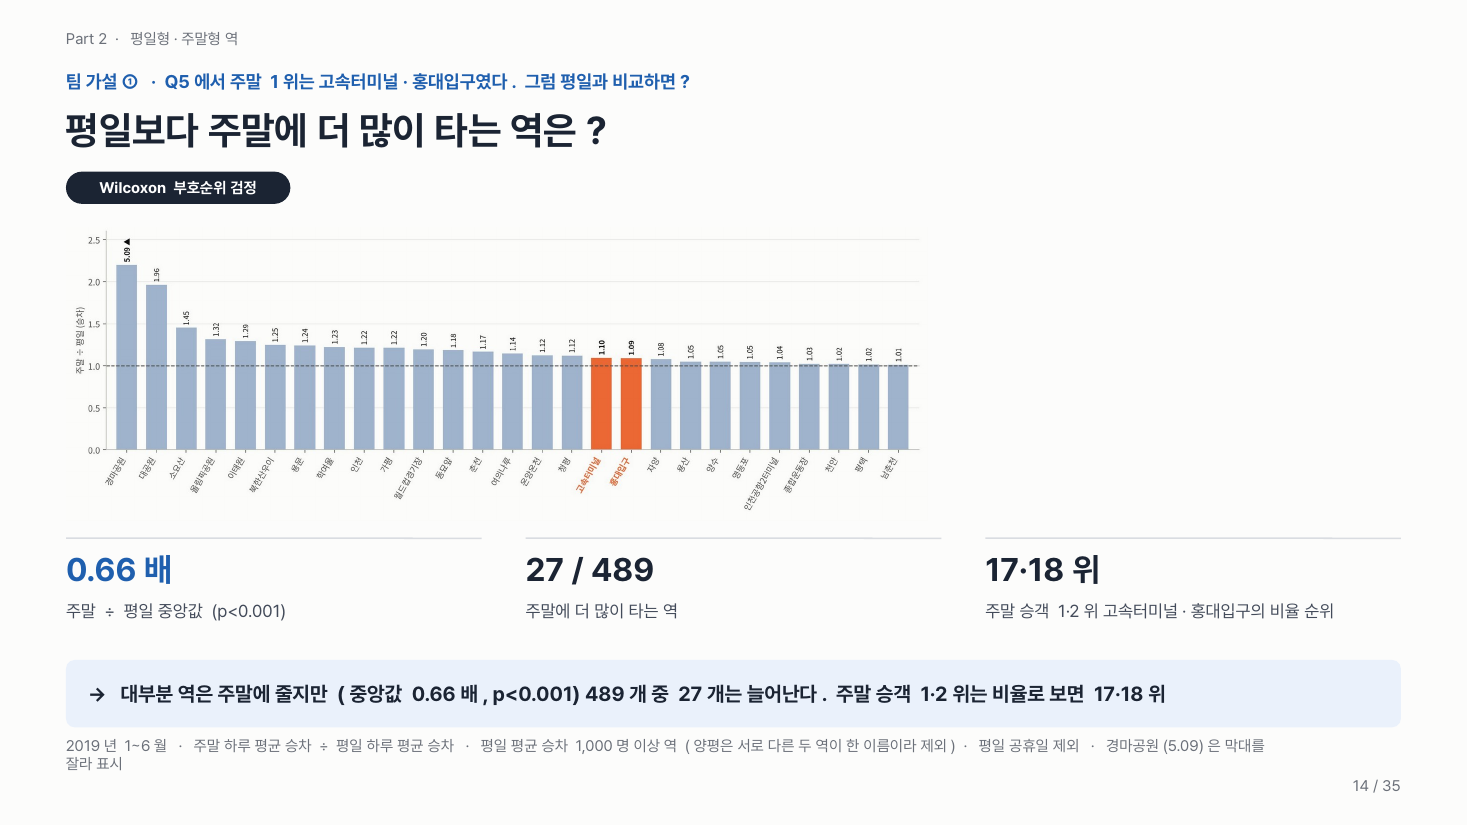 Part 2 · 평일형 · 주말형 역
팀 가설 ① · Q5 에서 주말 1 위는 고속터미널 · 홍대입구였다 . 그럼 평일과 비교하면 ?
평일보다 주말에 더 많이 타는 역은 ?
Wilcoxon 부호순위 검정
주말 ÷ 평일 (승차)
2.5
2.0
1.5
1.0
0.5
0.0
5.09 ▲
1.96
1.45
1.32
1.29
1.25
1.24
1.23
1.22
1.22
1.20
1.18
1.17
1.14
1.12
1.12
1.10
1.09
1.08
1.05
1.05
1.05
1.04
1.03
1.02
1.02
1.01
경마공원
대공원
소요산
올림픽공원
이태원
북한산우이
용문
학여울
인천
가평
월드컵경기장
동묘앞
춘천
여의나루
온양온천
청평
고속터미널
홍대입구
자양
용산
양수
영등포
인천공항2터미널
종합운동장
천안
평택
남춘천
0.66 배
주말 ÷ 평일 중앙값 (p<0.001)
27 / 489
주말에 더 많이 타는 역
17·18 위
주말 승객 1·2 위 고속터미널 · 홍대입구의 비율 순위
→ 대부분 역은 주말에 줄지만 ( 중앙값 0.66 배 , p<0.001) 489 개 중 27 개는 늘어난다 . 주말 승객 1·2 위는 비율로 보면 17·18 위
2019 년 1~6 월 · 주말 하루 평균 승차 ÷ 평일 하루 평균 승차 · 평일 평균 승차 1,000 명 이상 역 ( 양평은 서로 다른 두 역이 한 이름이라 제외 ) · 평일 공휴일 제외 · 경마공원 (5.09) 은 막대를
잘라 표시
14 / 35